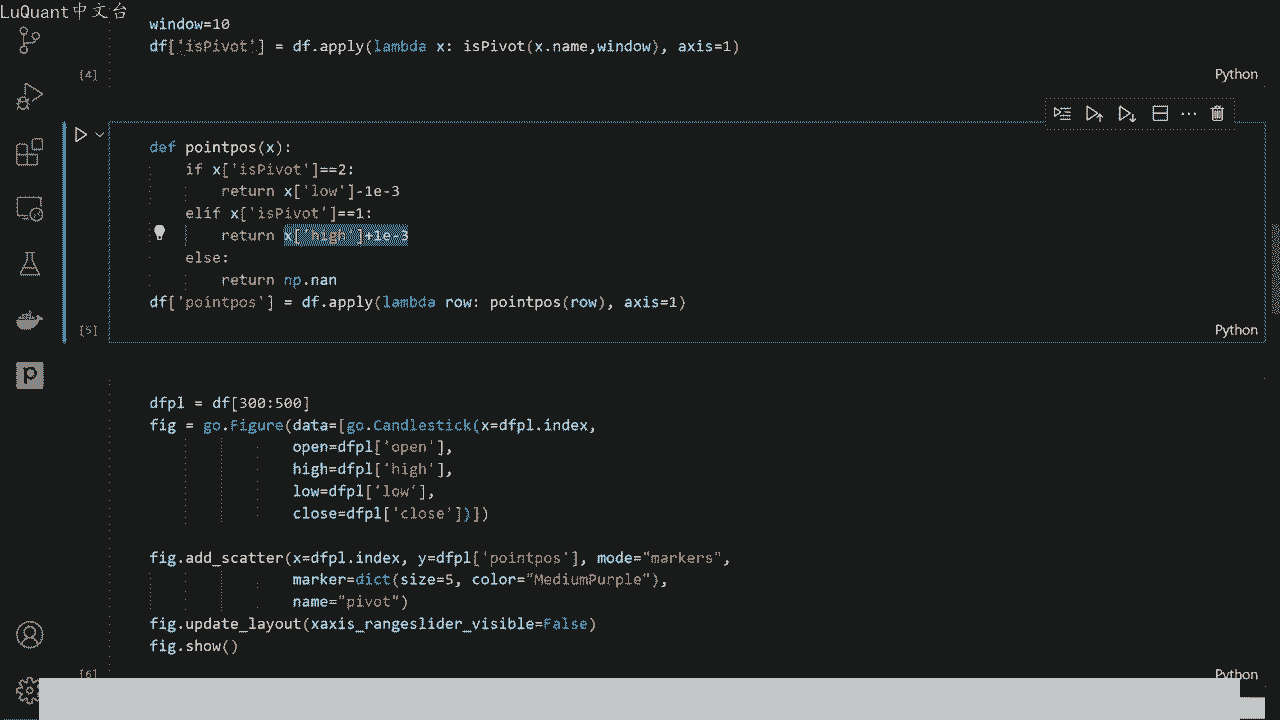 LuQuant中文台
window=10
df['isPivot'] = df.apply(lambda x: isPivot(x.name,window), axis=1)
[4]
Python
def pointpos(x):
if x['isPivot']==2:
return x['low']-1e-3
elif x['isPivot']==1:
return x['high']+1e-3
else:
return np.nan
df['pointpos'] = df.apply(lambda row: pointpos(row), axis=1)
[5]
Python
dfpl = df[300:500]
fig = go.Figure(data=[go.Candlestick(x=dfpl.index,
open=dfpl['open'],
high=dfpl['high'],
low=dfpl['low'],
close=dfpl['close'])])
fig.add_scatter(x=dfpl.index, y=dfpl['pointpos'], mode="markers",
marker=dict(size=5, color="MediumPurple"),
name="pivot")
fig.update_layout(xaxis_rangeslider_visible=False)
fig.show()
[6]
Python